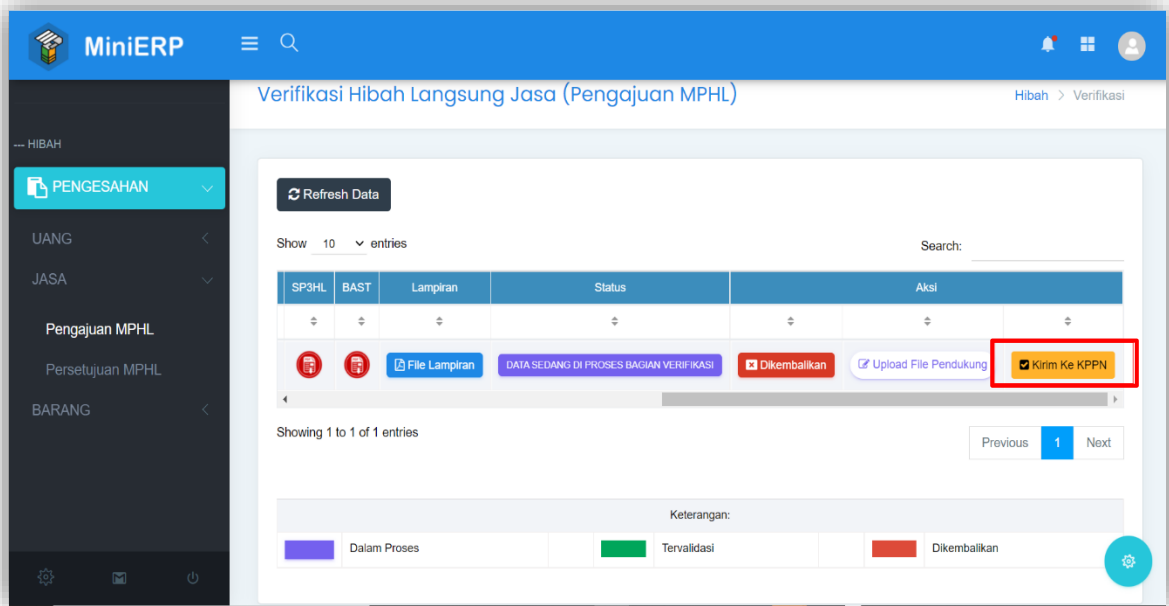 MiniERP
Verifikasi Hibah Langsung Jasa (Pengajuan MPHL)
Hibah > Verifikasi
--- HIBAH
PENGESAHAN
UANG
JASA
Pengajuan MPHL
Persetujuan MPHL
BARANG
Refresh Data
Show 10 entries
Search:
SP3HL BAST Lampiran Status Aksi
File Lampiran DATA SEDANG DI PROSES BAGIAN VERIFIKASI Dikembalikan Upload File Pendukung Kirim Ke KPPN
Showing 1 to 1 of 1 entries
Previous 1 Next
Keterangan:
Dalam Proses Tervalidasi Dikembalikan